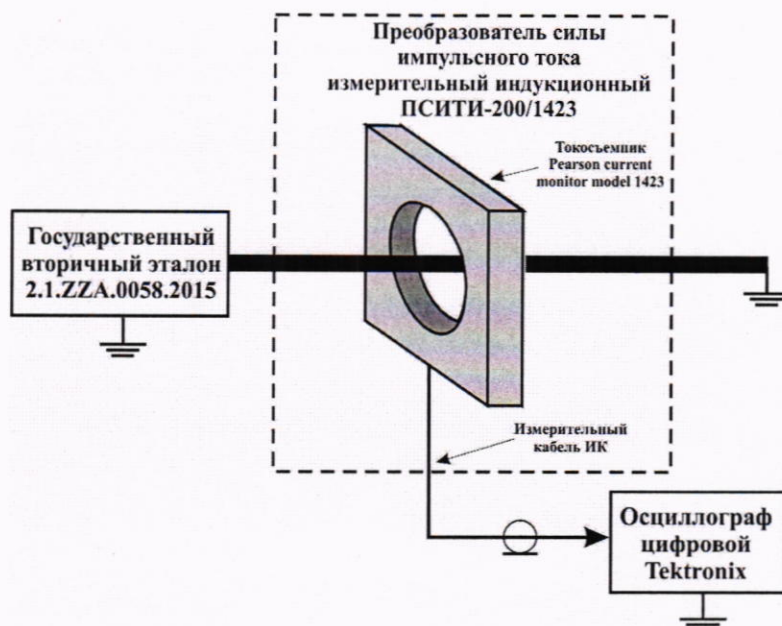 Преобразователь силы
импульсного тока
измерительный индукционный
ПСИТИ-200/1423
Токосъемник
Pearson current
monitor model 1423
Государственный
вторичный эталон
2.1.ZZA.0058.2015
Измерительный
кабель ИК
Осциллограф
цифровой
Tektronix